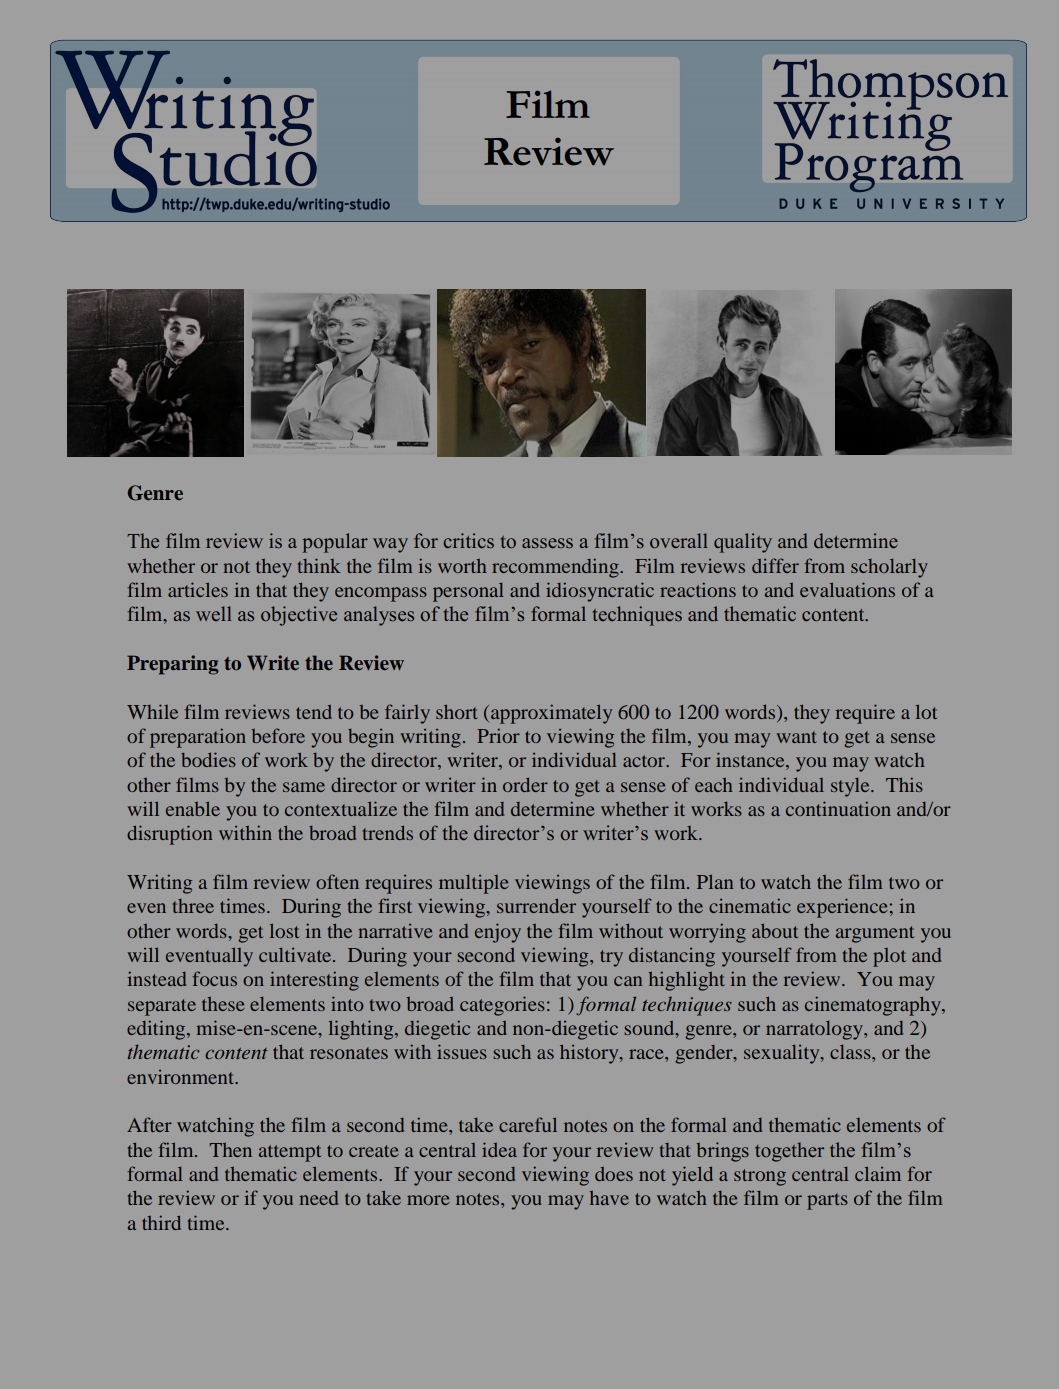 Writing
Studio
http://twp.duke.edu/writing-studio
Film
Review
Thompson
Writing
Program
DUKE UNIVERSITY
Genre
The film review is a popular way for critics to assess a film’s overall quality and determine
whether or not they think the film is worth recommending.  Film reviews differ from scholarly
film articles in that they encompass personal and idiosyncratic reactions to and evaluations of a
film, as well as objective analyses of the film’s formal techniques and thematic content.
Preparing to Write the Review
While film reviews tend to be fairly short (approximately 600 to 1200 words), they require a lot
of preparation before you begin writing.  Prior to viewing the film, you may want to get a sense
of the bodies of work by the director, writer, or individual actor.  For instance, you may watch
other films by the same director or writer in order to get a sense of each individual style.  This
will enable you to contextualize the film and determine whether it works as a continuation and/or
disruption within the broad trends of the director’s or writer’s work.
Writing a film review often requires multiple viewings of the film. Plan to watch the film two or
even three times.  During the first viewing, surrender yourself to the cinematic experience; in
other words, get lost in the narrative and enjoy the film without worrying about the argument you
will eventually cultivate.  During your second viewing, try distancing yourself from the plot and
instead focus on interesting elements of the film that you can highlight in the review.  You may
separate these elements into two broad categories: 1) formal techniques such as cinematography,
editing, mise-en-scene, lighting, diegetic and non-diegetic sound, genre, or narratology, and 2)
thematic content that resonates with issues such as history, race, gender, sexuality, class, or the
environment.
After watching the film a second time, take careful notes on the formal and thematic elements of
the film.  Then attempt to create a central idea for your review that brings together the film’s
formal and thematic elements.  If your second viewing does not yield a strong central claim for
the review or if you need to take more notes, you may have to watch the film or parts of the film
a third time.